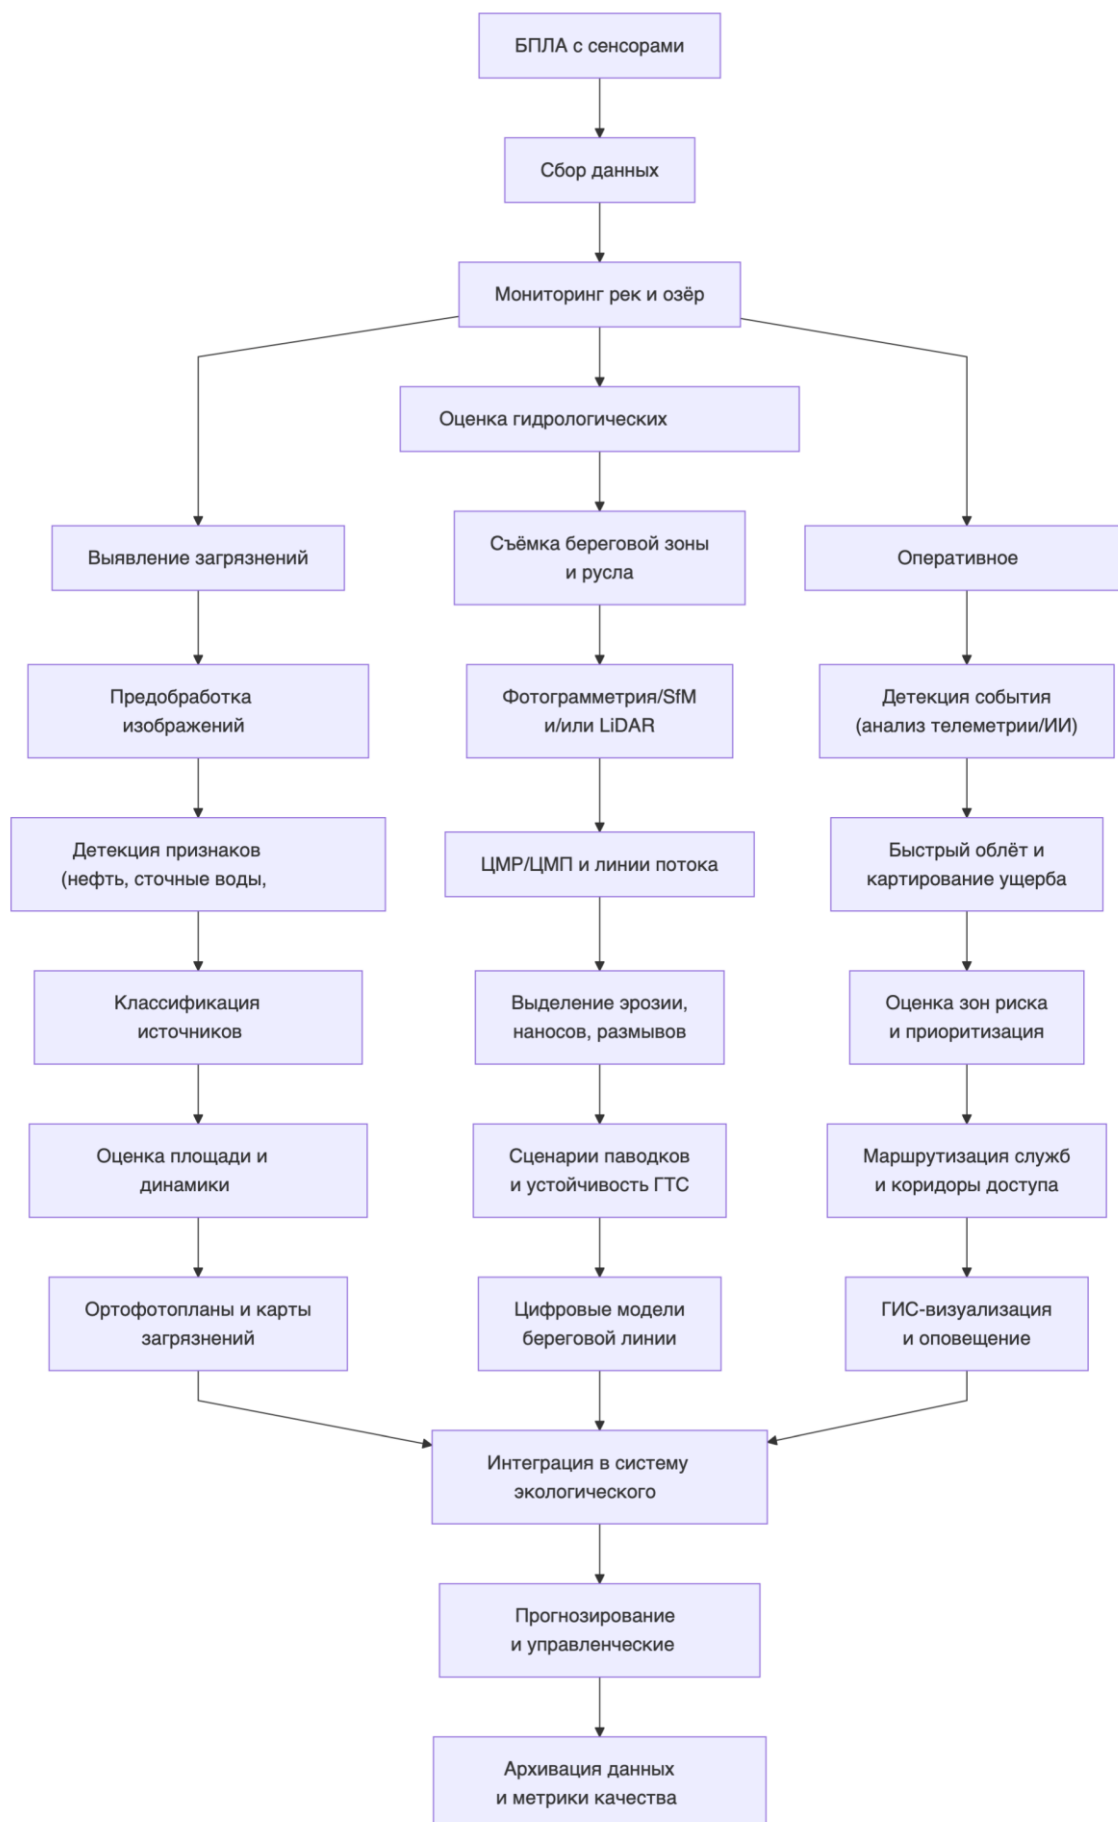 БПЛА с сенсорами
Сбор данных
Мониторинг рек и озёр
Оценка гидрологических
Выявление загрязнений
Съёмка береговой зоны
и русла
Оперативное
Предобработка
изображений
Фотограмметрия/SfM
и/или LiDAR
Детекция события
(анализ телеметрии/ИИ)
Детекция признаков
(нефть, сточные воды,
ЦМР/ЦМП и линии потока
Быстрый облёт и
картирование ущерба
Классификация
источников
Выделение эрозии,
наносов, размывов
Оценка зон риска
и приоритизация
Оценка площади и
динамики
Сценарии паводков
и устойчивость ГТС
Маршрутизация служб
и коридоры доступа
Ортофотопланы и карты
загрязнений
Цифровые модели
береговой линии
ГИС-визуализация
и оповещение
Интеграция в систему
экологического
Прогнозирование
и управленческие
Архивация данных
и метрики качества